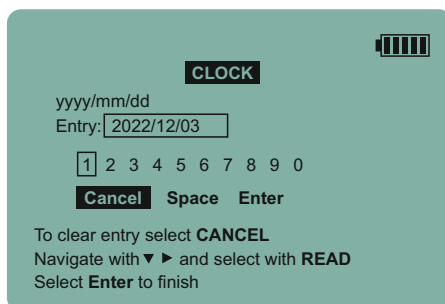 CLOCK
yyyy/mm/dd
Entry: 2022/12/03
1 2 3 4 5 6 7 8 9 0
Cancel Space Enter
To clear entry select CANCEL
Navigate with ▼ ► and select with READ
Select Enter to finish